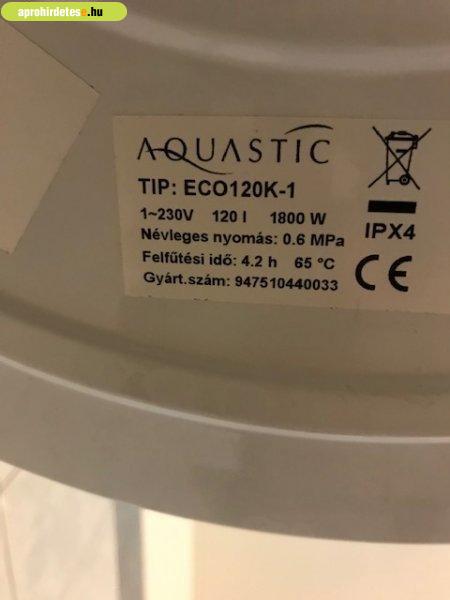 aprohirdetese.hu
AQUASTIC
TIP: ECO120K-1
1~230V 120 l 1800 W
Névleges nyomás: 0.6 MPa
Felfűtési idő: 4.2 h 65 °C
Gyárt.szám: 947510440033
IPX4
CE